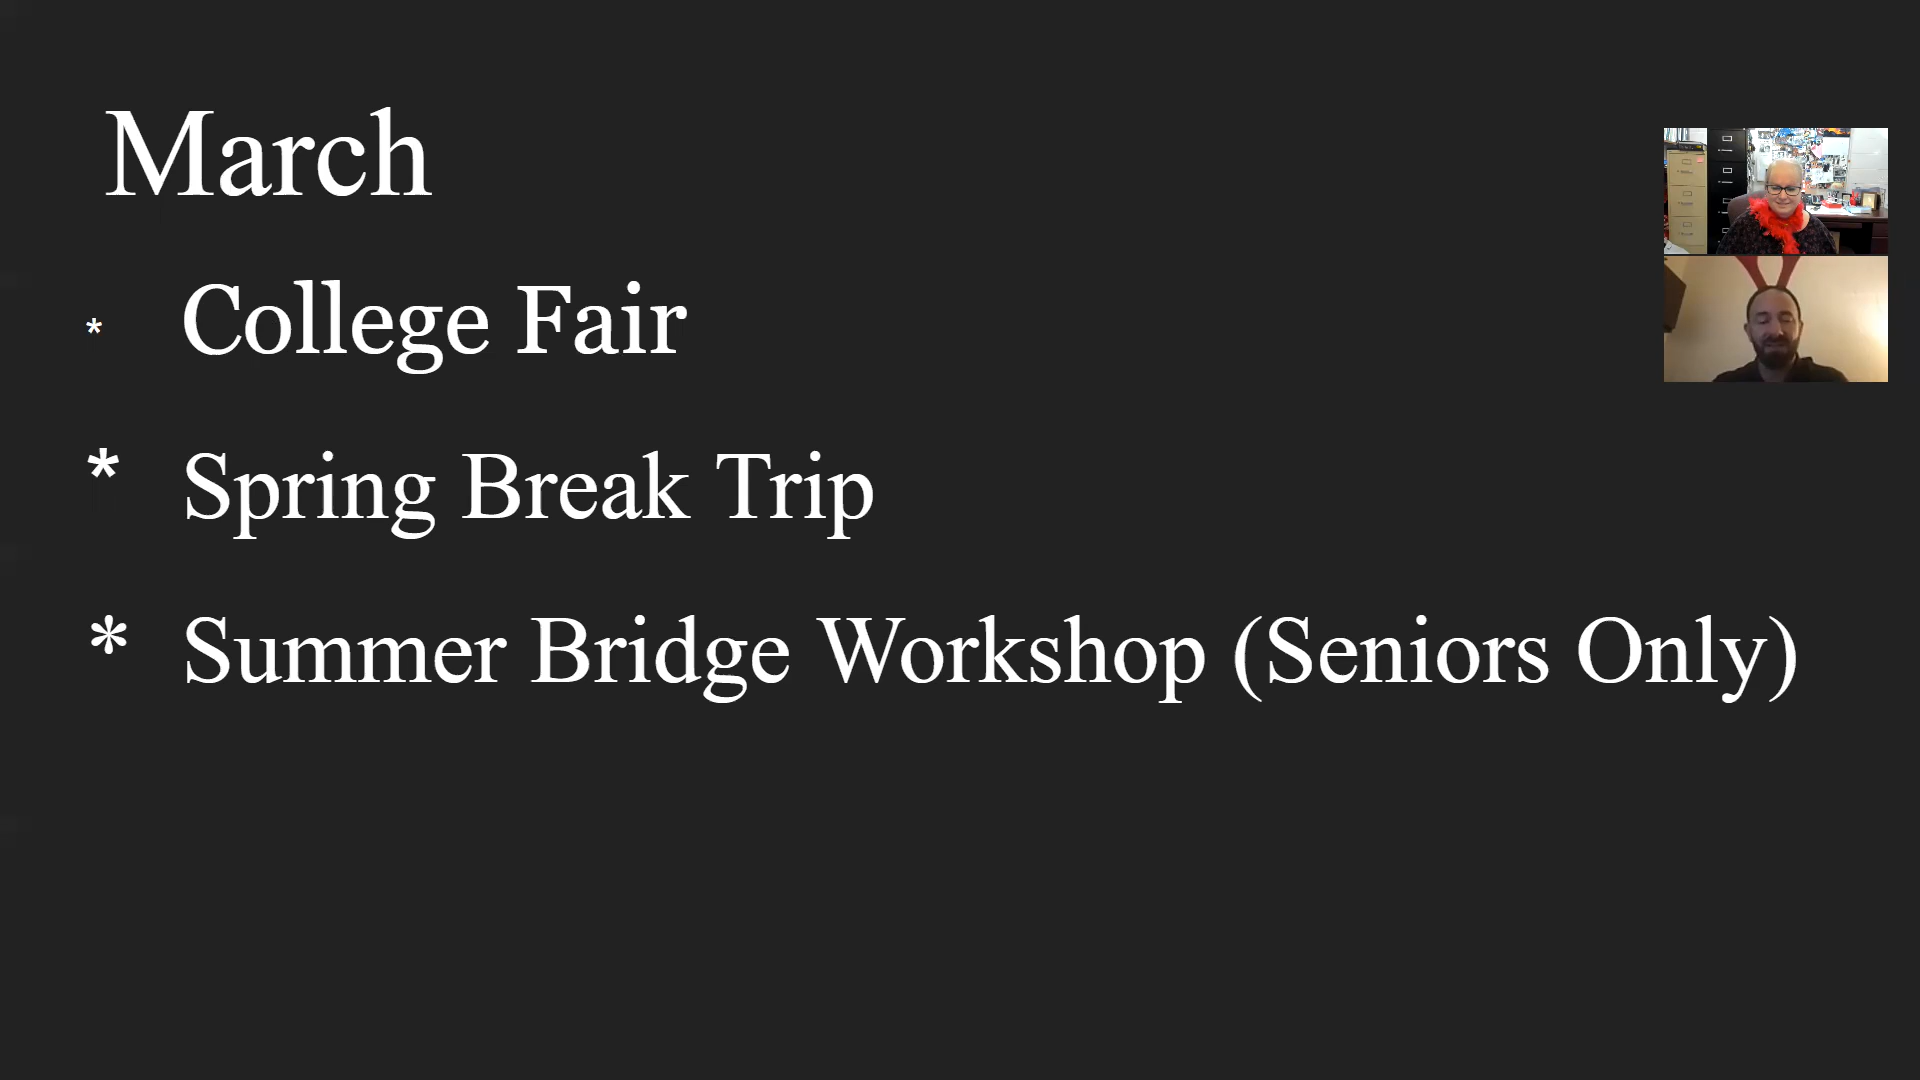 March
* College Fair
* Spring Break Trip
* Summer Bridge Workshop (Seniors Only)